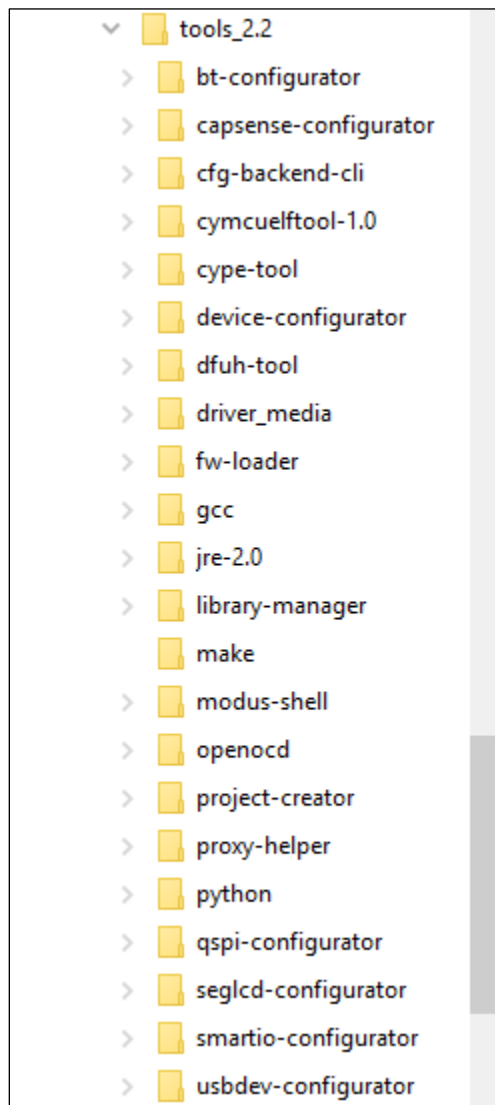 tools_2.2
bt-configurator
capsense-configurator
cfg-backend-cli
cymcuelftool-1.0
cype-tool
device-configurator
dfuh-tool
driver_media
fw-loader
gcc
jre-2.0
library-manager
make
modus-shell
openocd
project-creator
proxy-helper
python
qspi-configurator
seglcd-configurator
smartio-configurator
usbdev-configurator